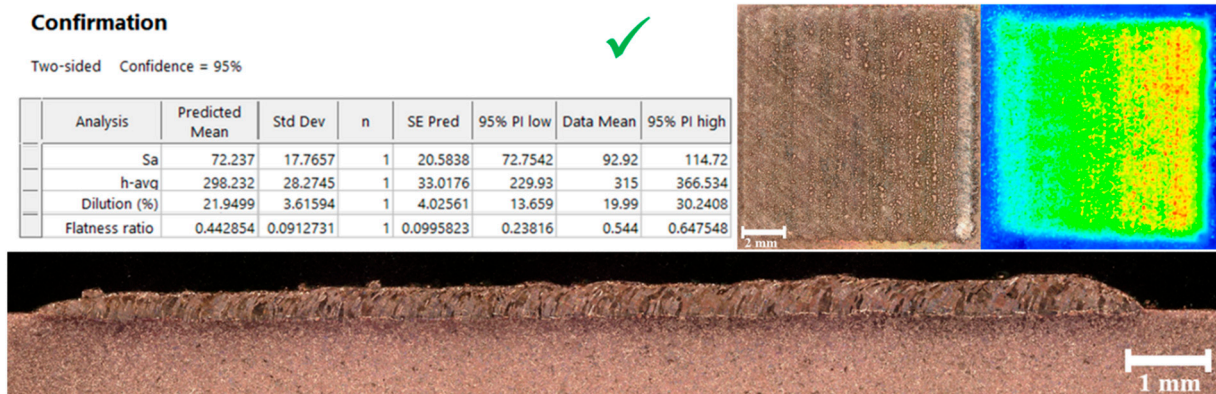 Confirmation
Two-sided Confidence = 95%
Analysis Predicted Mean Std Dev n SE Pred 95% PI low Data Mean 95% PI high
Sa 72.237 17.7657 1 20.5838 72.7542 92.92 114.72
h-avg 298.232 28.2745 1 33.0176 229.93 315 366.534
Dilution (%) 21.9499 3.61594 1 4.02561 13.659 19.99 30.2408
Flatness ratio 0.442854 0.0912731 1 0.0995823 0.23816 0.544 0.647548
2 mm
1 mm